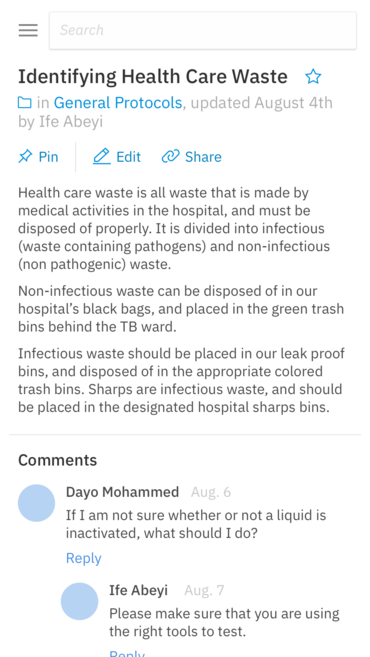 Search
Identifying Health Care Waste
in General Protocols, updated August 4th
by Ife Abeyi
Pin Edit Share
Health care waste is all waste that is made by
medical activities in the hospital, and must be
disposed of properly. It is divided into infectious
(waste containing pathogens) and non-infectious
(non pathogenic) waste.
Non-infectious waste can be disposed of in our
hospital’s black bags, and placed in the green trash
bins behind the TB ward.
Infectious waste should be placed in our leak proof
bins, and disposed of in the appropriate colored
trash bins. Sharps are infectious waste, and should
be placed in the designated hospital sharps bins.
Comments
Dayo Mohammed Aug. 6
If I am not sure whether or not a liquid is
inactivated, what should I do?
Reply
Ife Abeyi Aug. 7
Please make sure that you are using
the right tools to test.
Reply